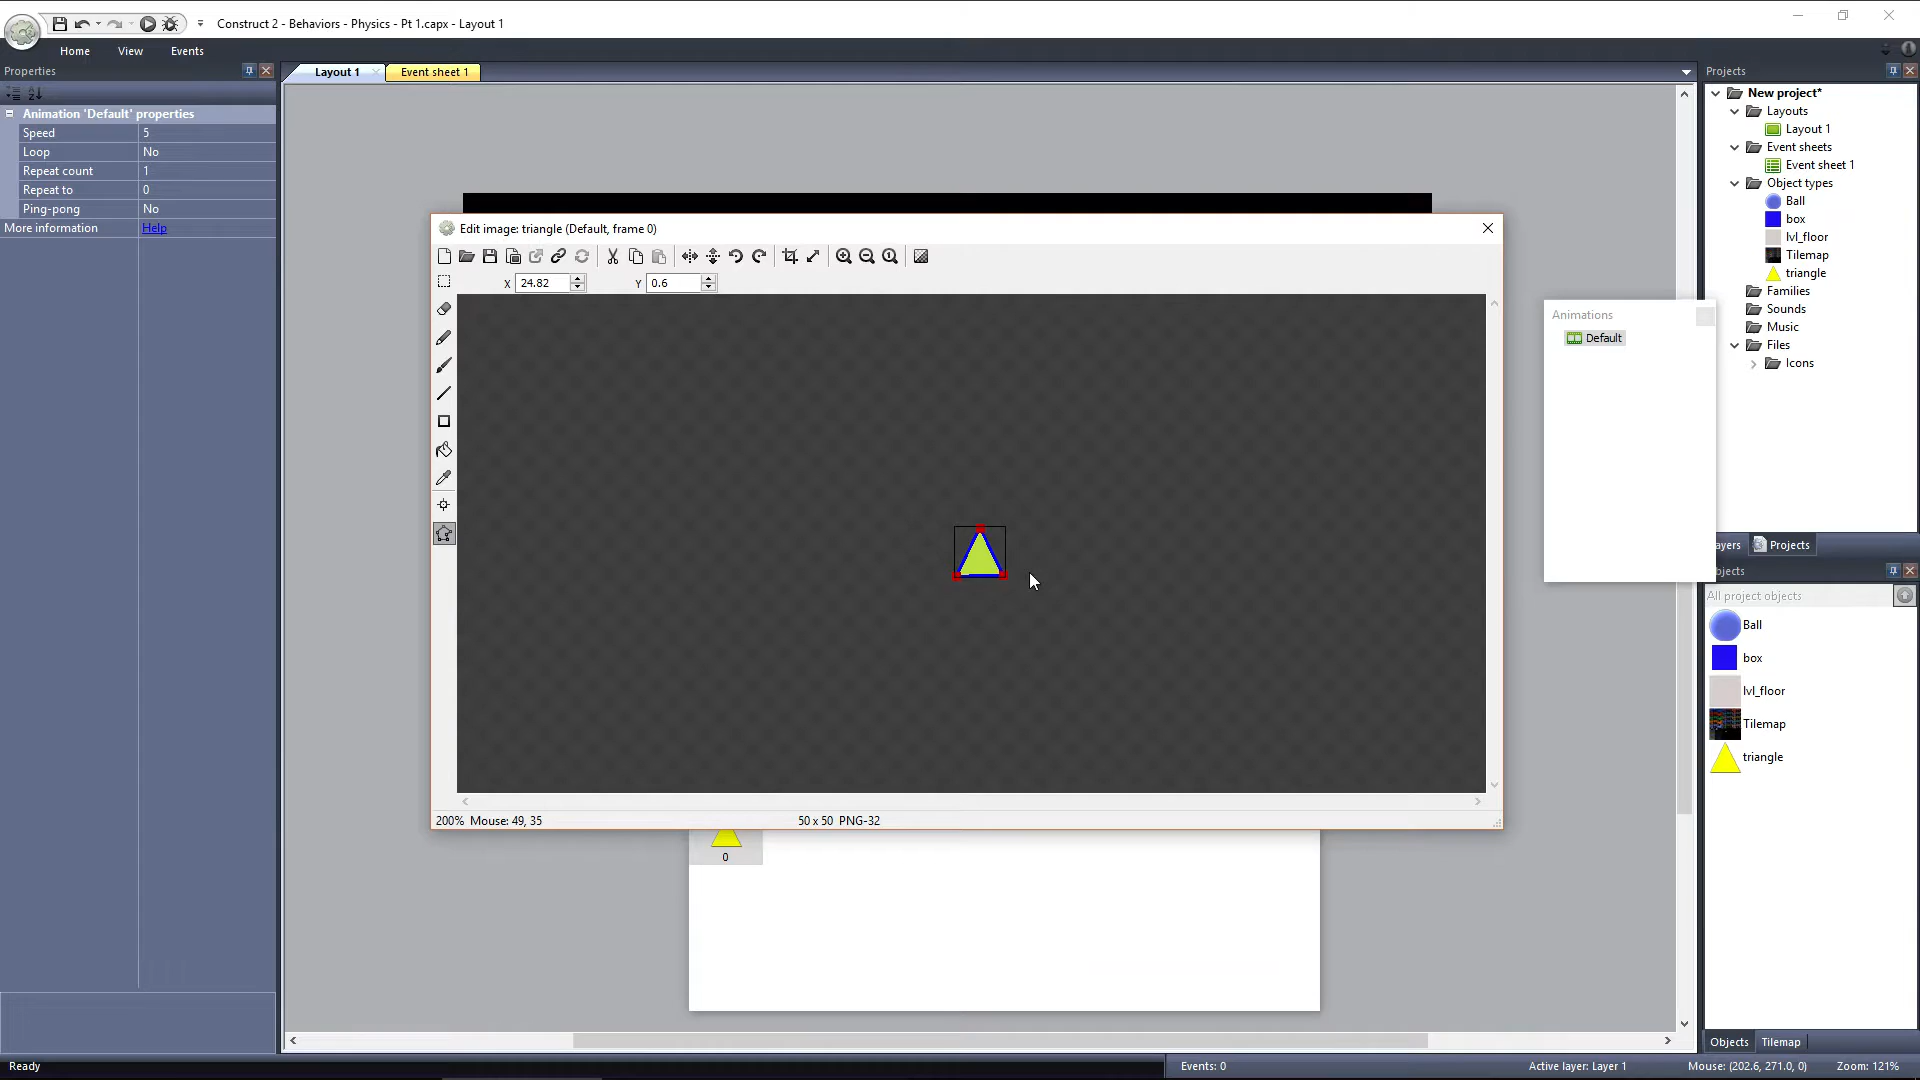 Construct 2 - Behaviors - Physics - Pt 1.capx - Layout 1
Home View Events
Properties
Animation 'Default' properties
Speed 5
Loop No
Repeat count 1
Repeat to 0
Ping-pong No
More information Help
Layout 1
Event sheet 1
Edit image: triangle (Default, frame 0)
X 24.82 Y 0.6
200% Mouse: 49, 35
50 x 50 PNG-32
0
Animations
Default
Projects
New project*
Layouts
Layout 1
Event sheets
Event sheet 1
Object types
Ball
box
lvl_floor
Tilemap
triangle
Families
Sounds
Music
Files
Icons
ayers Projects
bjects
All project objects
Ball
box
lvl_floor
Tilemap
triangle
Objects Tilemap
Ready
Events: 0
Active layer: Layer 1
Mouse: (202.6, 271.0, 0)
Zoom: 121%